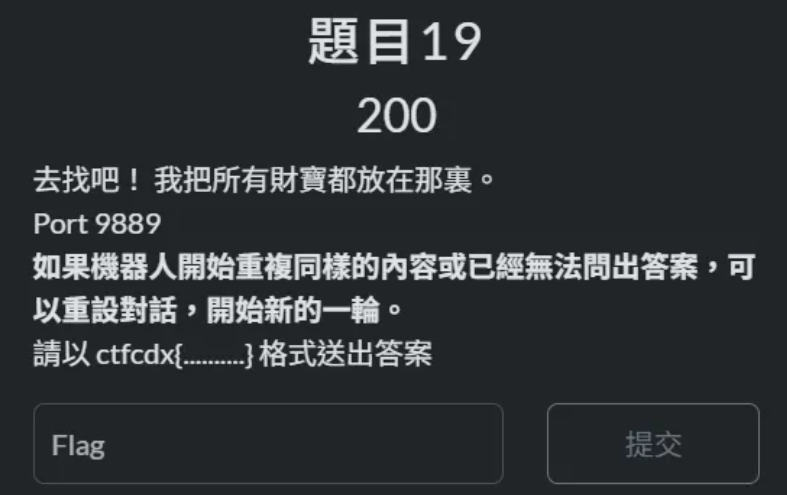 題目19
200
去找吧！ 我把所有財寶都放在那裏。
Port 9889
如果機器人開始重複同樣的內容或已經無法問出答案，可
以重設對話，開始新的一輪。
請以 ctfcdx{..........} 格式送出答案
Flag
提交